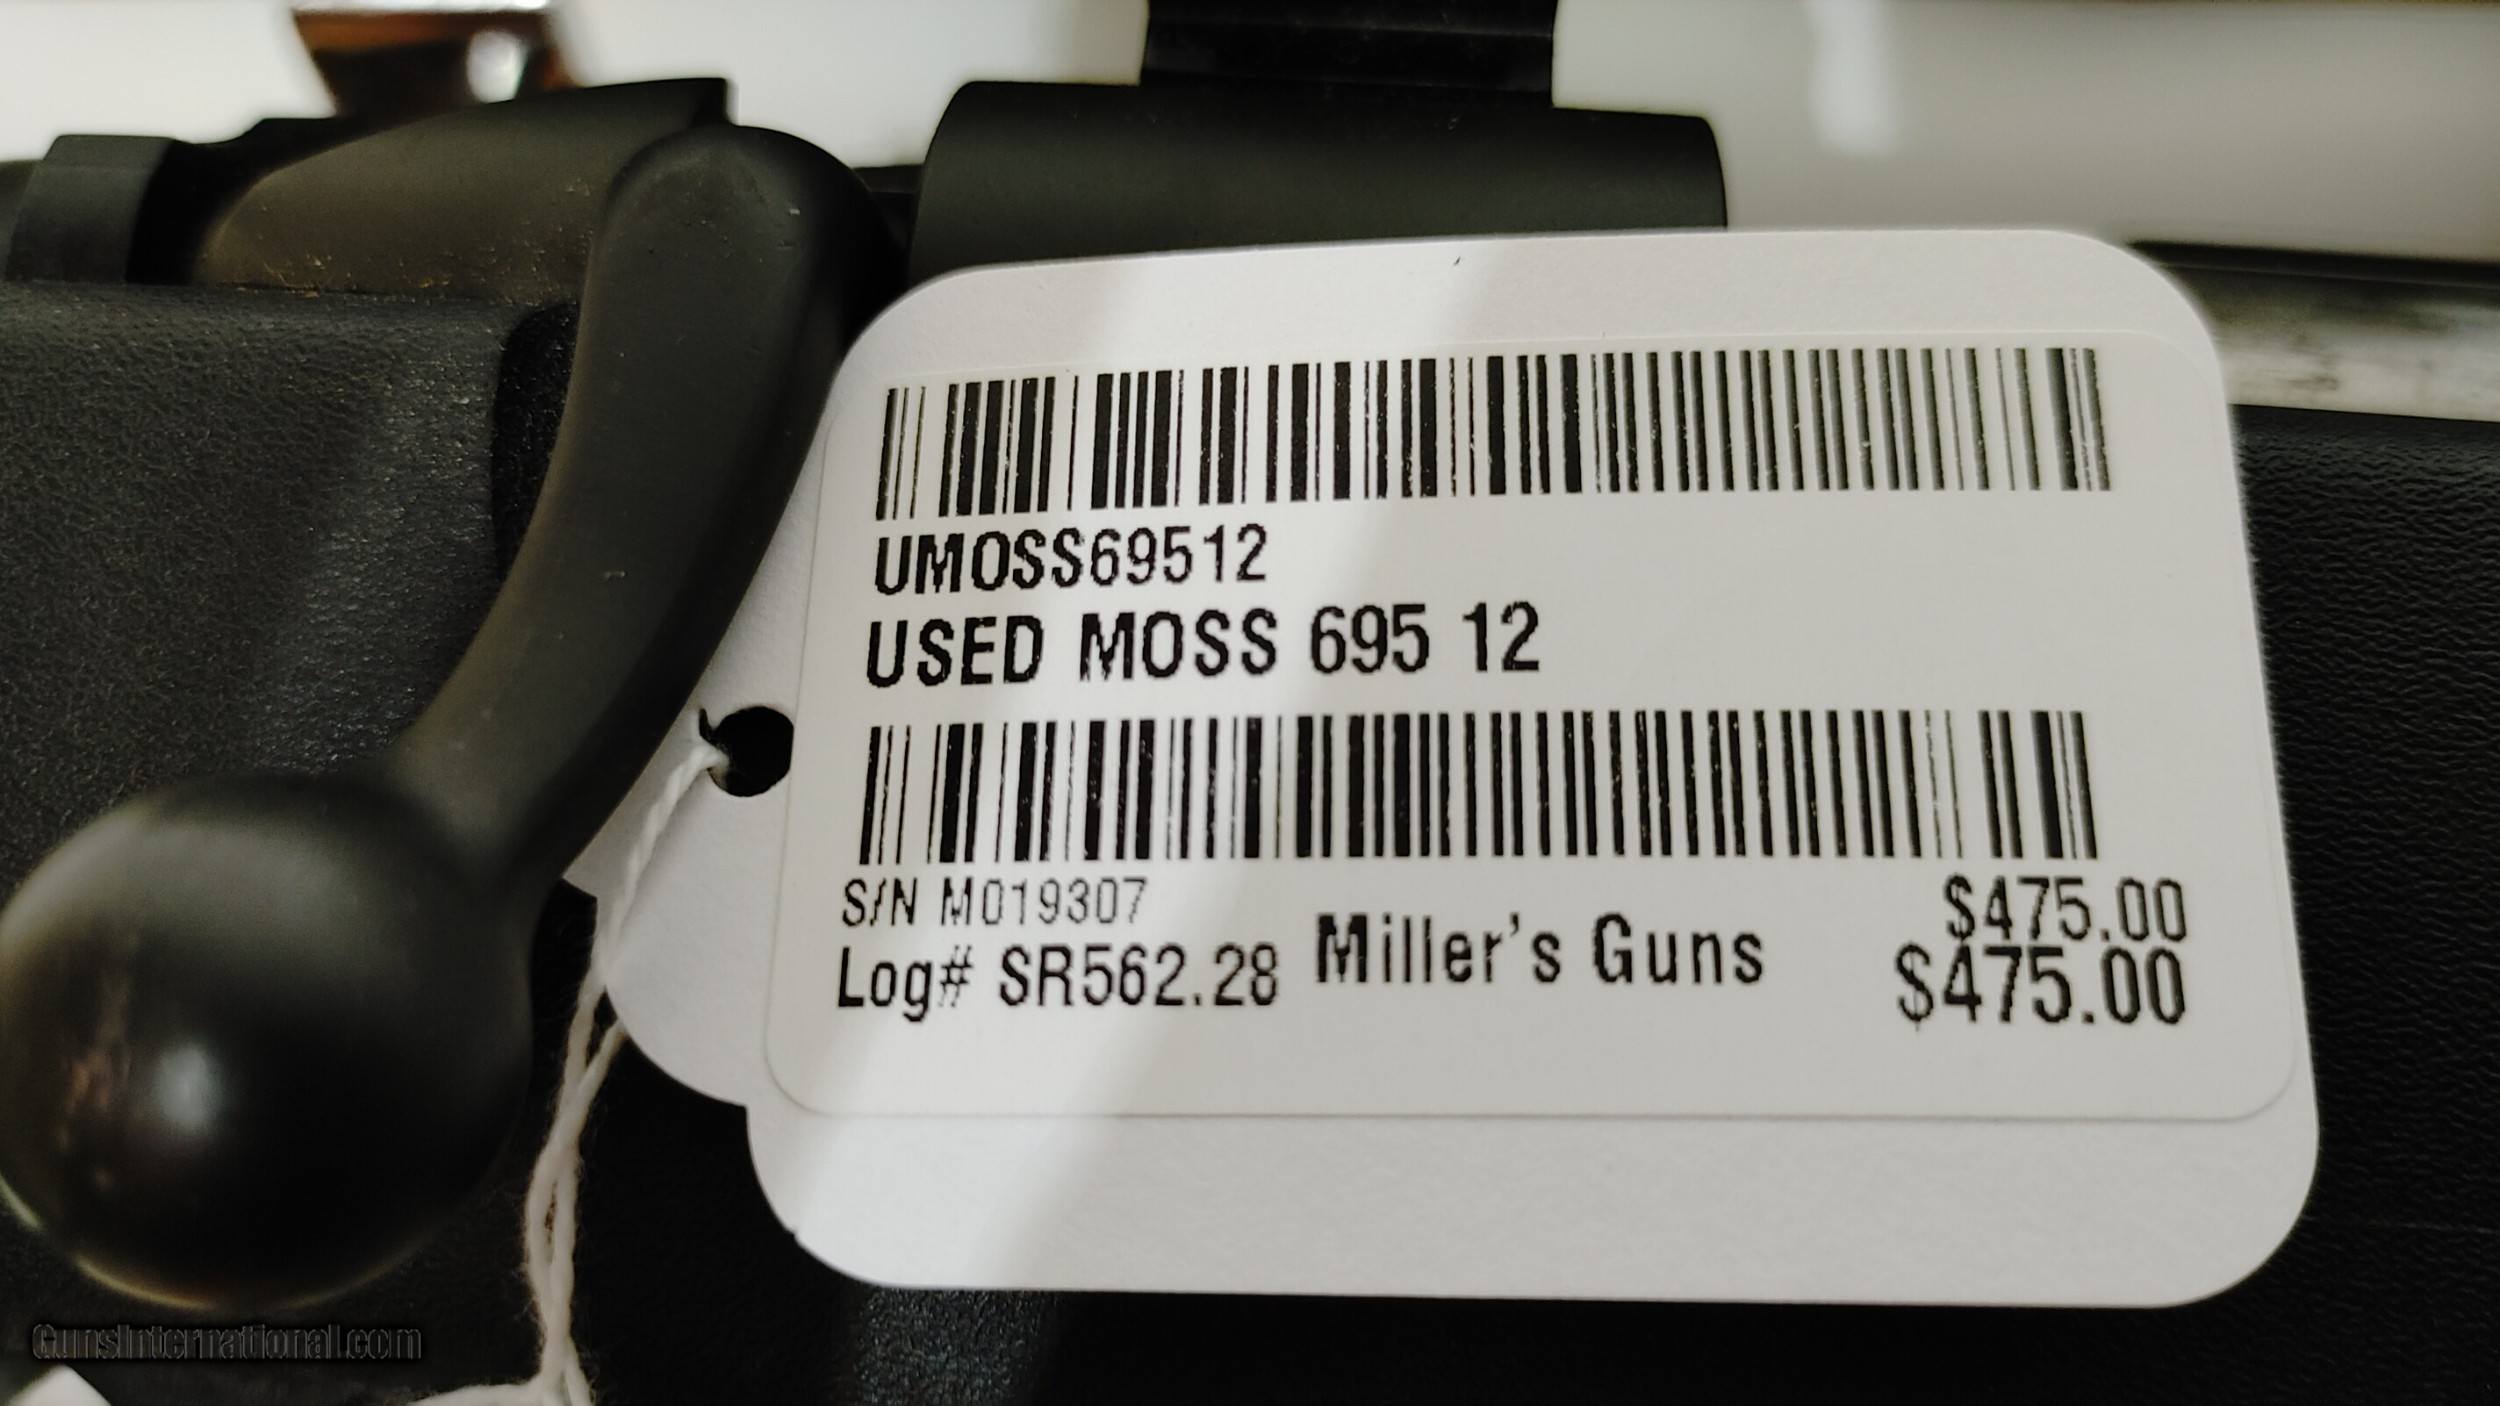 UMOSS69512
USED MOSS 695 12
S/N M019307
$475.00
Log# SR562.28
Miller's Guns
$475.00
GunsInternational.com